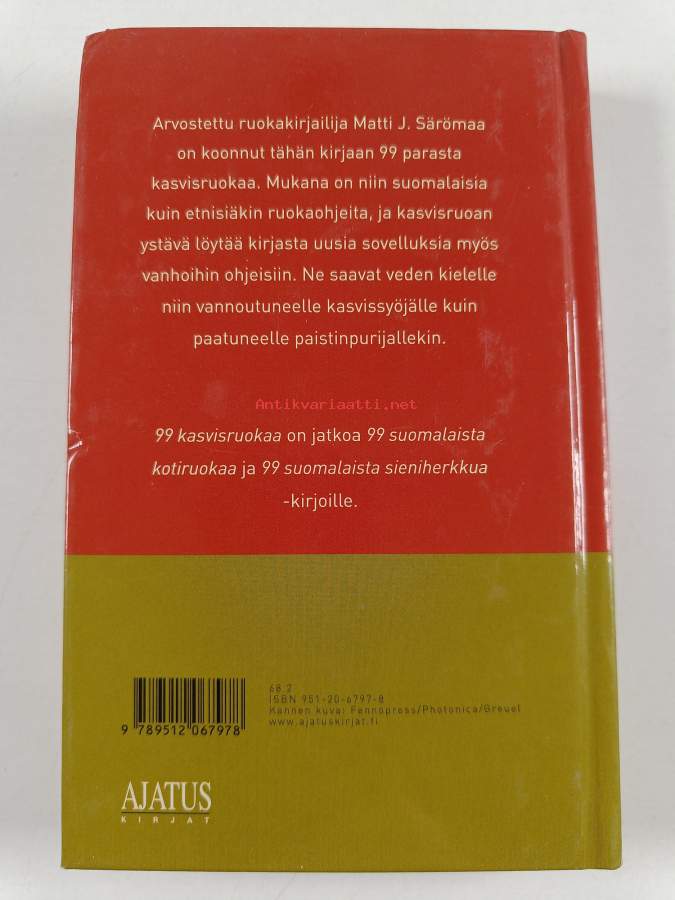 Arvostettu ruokakirjailija Matti J. Särömaa
on koonnut tähän kirjaan 99 parasta
kasvisruokaa. Mukana on niin suomalaisia
kuin etnisiäkin ruokaohjeita, ja kasvisruoan
ystävä löytää kirjasta uusia sovelluksia myös
vanhoihin ohjeisiin. Ne saavat veden kielelle
niin vannoutuneelle kasvissyöjälle kuin
paatuneelle paistinpurijallekin.
Antikvariaatti.net
99 kasvisruokaa on jatkoa 99 suomalaista
kotiruokaa ja 99 suomalaista sieniherkkua
-kirjoille.
68.2
ISBN 951-20-6797-8
Kannen kuva: Fennopress/Photonica/Greuel
www.ajatuskirjat.fi
9 789512 067978
AJATUS
KIRJAT